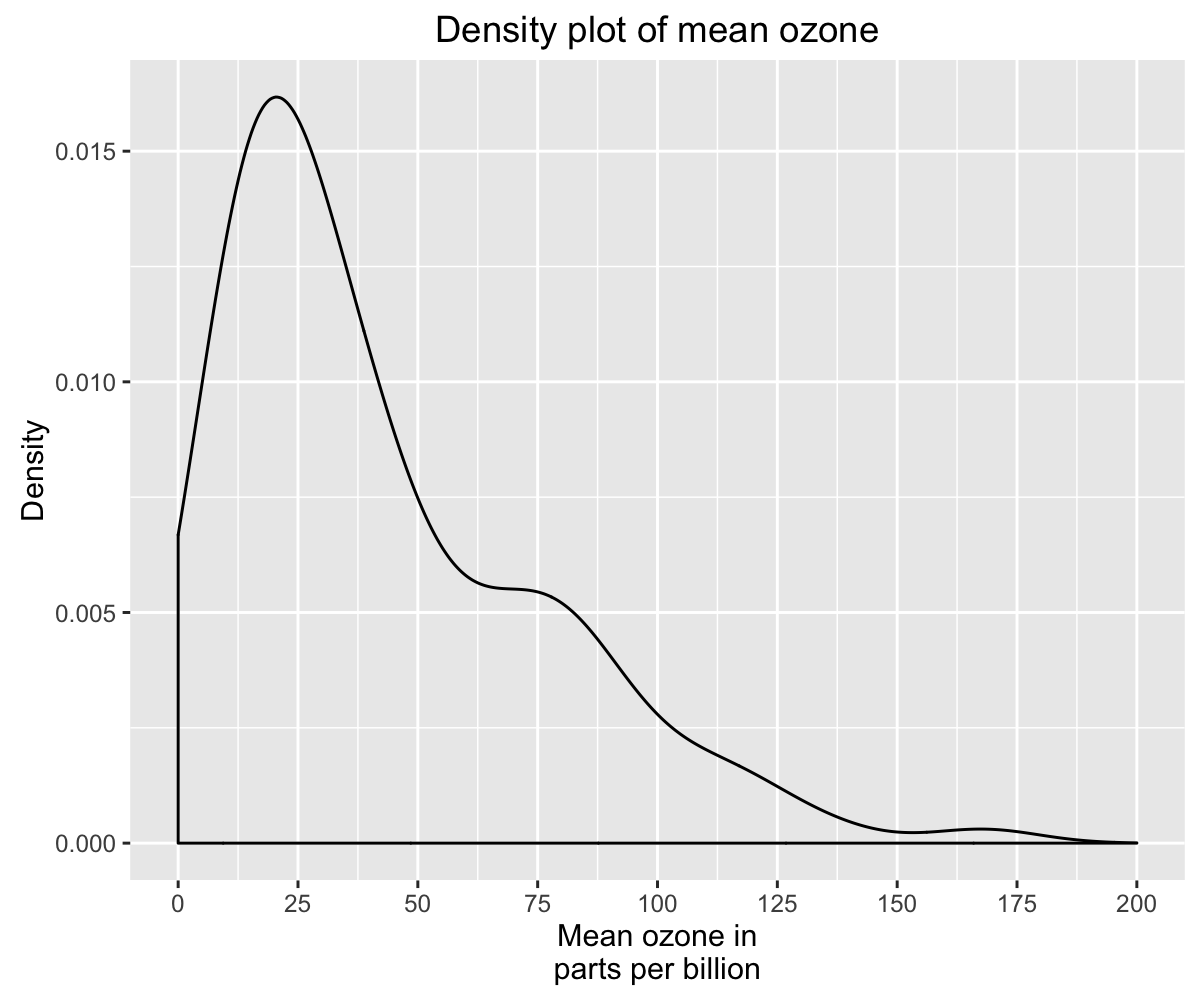 Density plot of mean ozone
0.015
0.010
0.005
0.000
Density
0 25 50 75 100 125 150 175 200
Mean ozone in
parts per billion